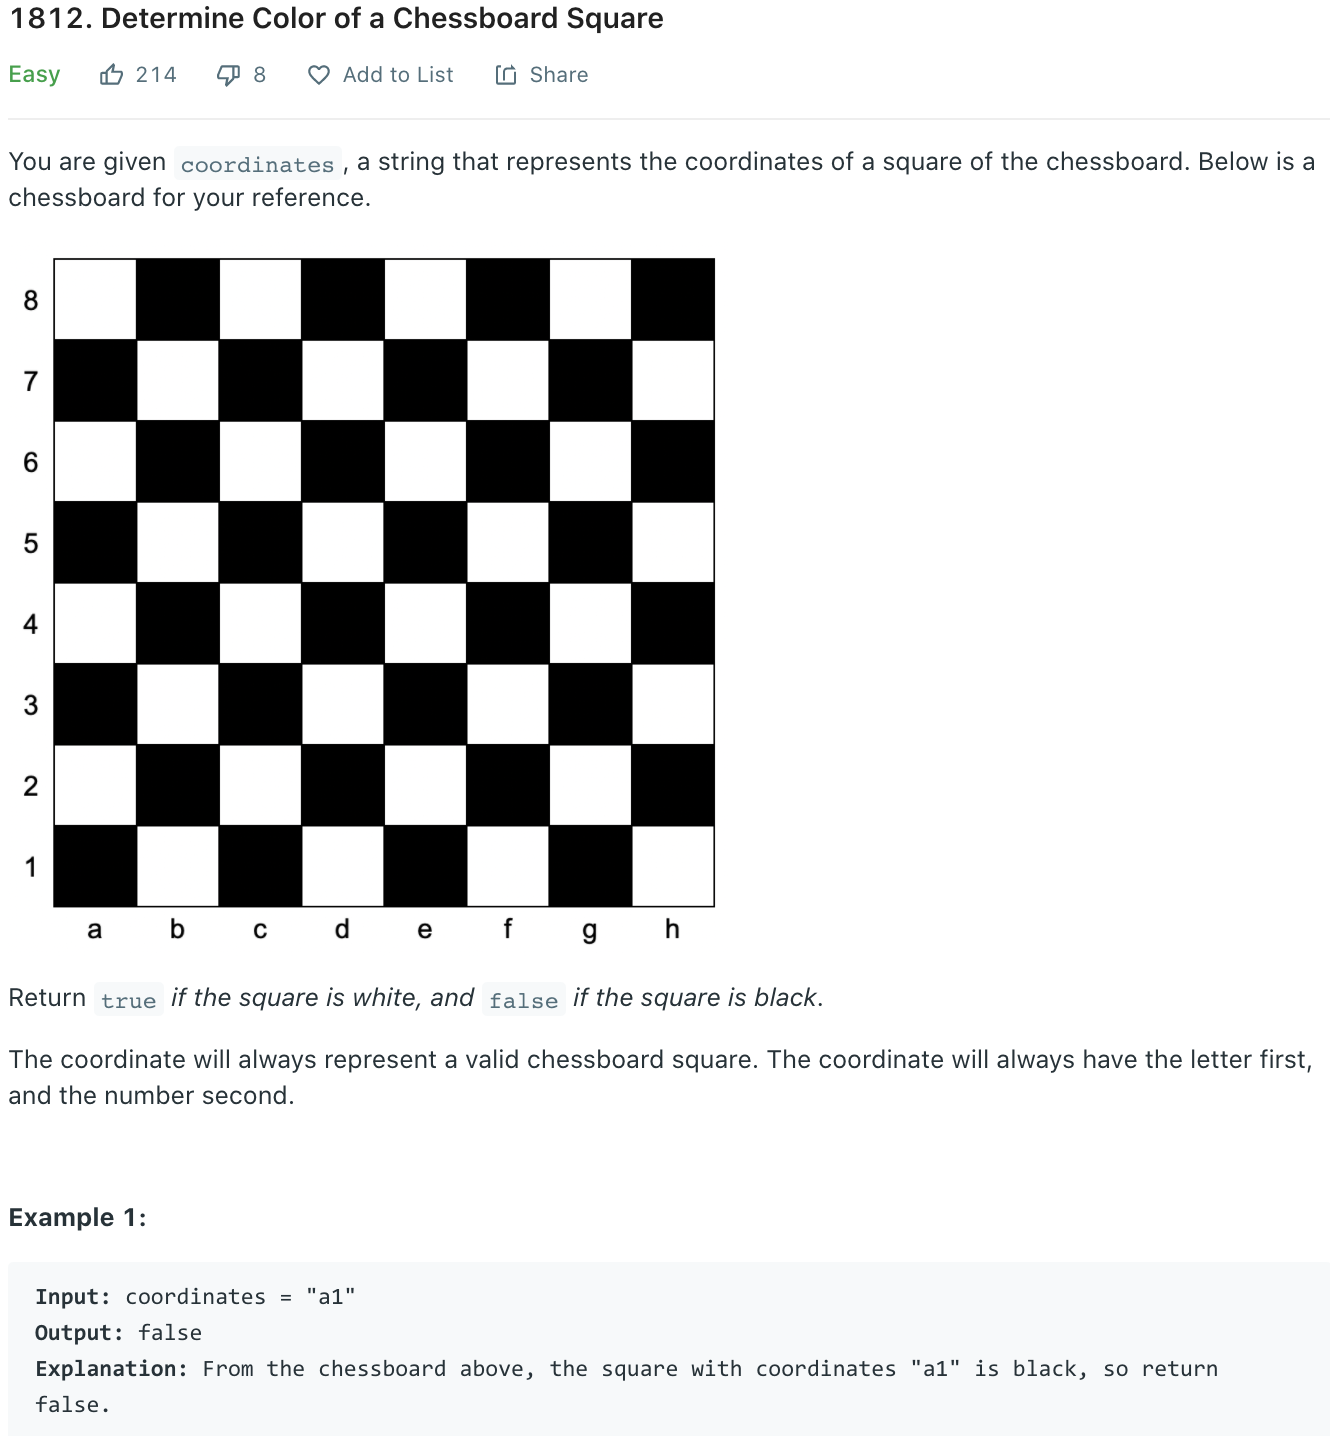 1812. Determine Color of a Chessboard Square
Easy 214 8 Add to List Share
You are given coordinates, a string that represents the coordinates of a square of the chessboard. Below is a
chessboard for your reference.
8
7
6
5
4
3
2
1
a b c d e f g h
Return true if the square is white, and false if the square is black.
The coordinate will always represent a valid chessboard square. The coordinate will always have the letter first,
and the number second.
Example 1:
Input: coordinates = "a1"
Output: false
Explanation: From the chessboard above, the square with coordinates "a1" is black, so return
false.